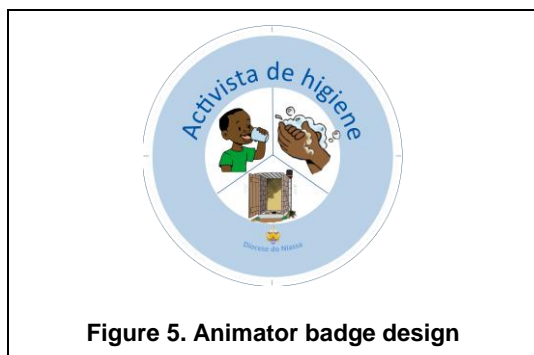 Activista de higiene
Diocese do Niassa
Figure 5. Animator badge design